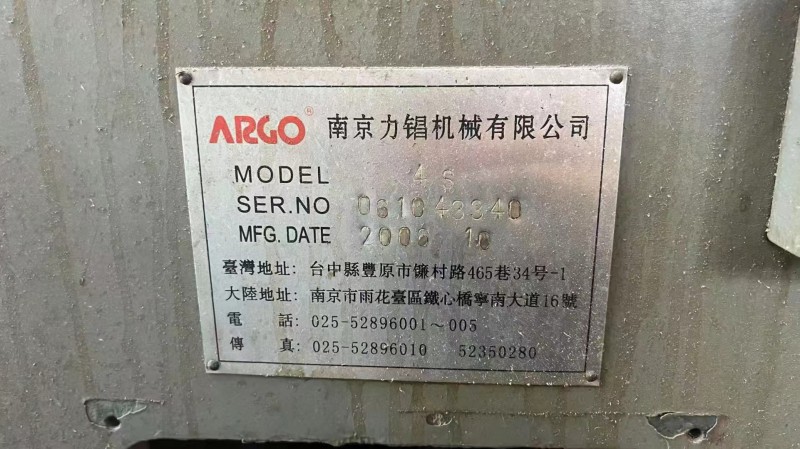 ARGO® 南京力锠机械有限公司
MODEL 4 S
SER.NO 061043340
MFG. DATE 2006 10
臺灣地址: 台中縣豐原市镰村路465巷34号-1
大陸地址: 南京市雨花臺區鐵心橋寧南大道16號
電 話: 025-52896001~005
傳 真: 025-52896010 52350280